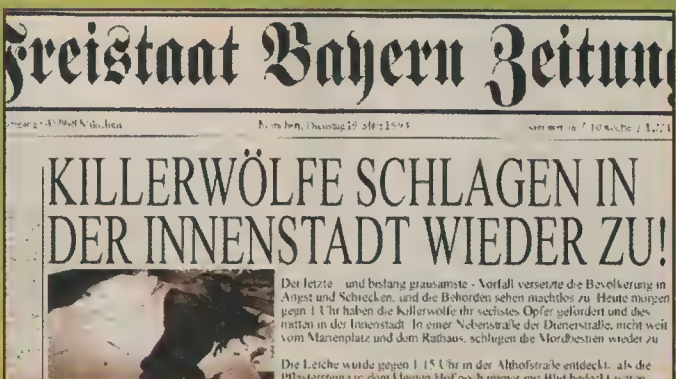 Freistaat Bayern Zeitung
München, Dienstag 19
KILLERWÖLFE SCHLAGEN IN
DER INNENSTADT WIEDER ZU!
Der letzte - und bislang grausamste - Vorfall versetzte die Bevölkerung in
Angst und Schrecken, und die Behörden sehen machtlos zu. Heute morgen
gegn 1 Uhr haben die Killerwölfe ihr sechstes Opfer gefordert und dies
mitten in der Innenstadt. In einer Nebenstraße der Dienerstraße, nicht weit
vom Marienplatz und dem Rathaus, schlugen die Mordbestien wieder zu
Die Leiche wurde gegen 1 15 Uhr in der Althofstraße entdeckt, als die